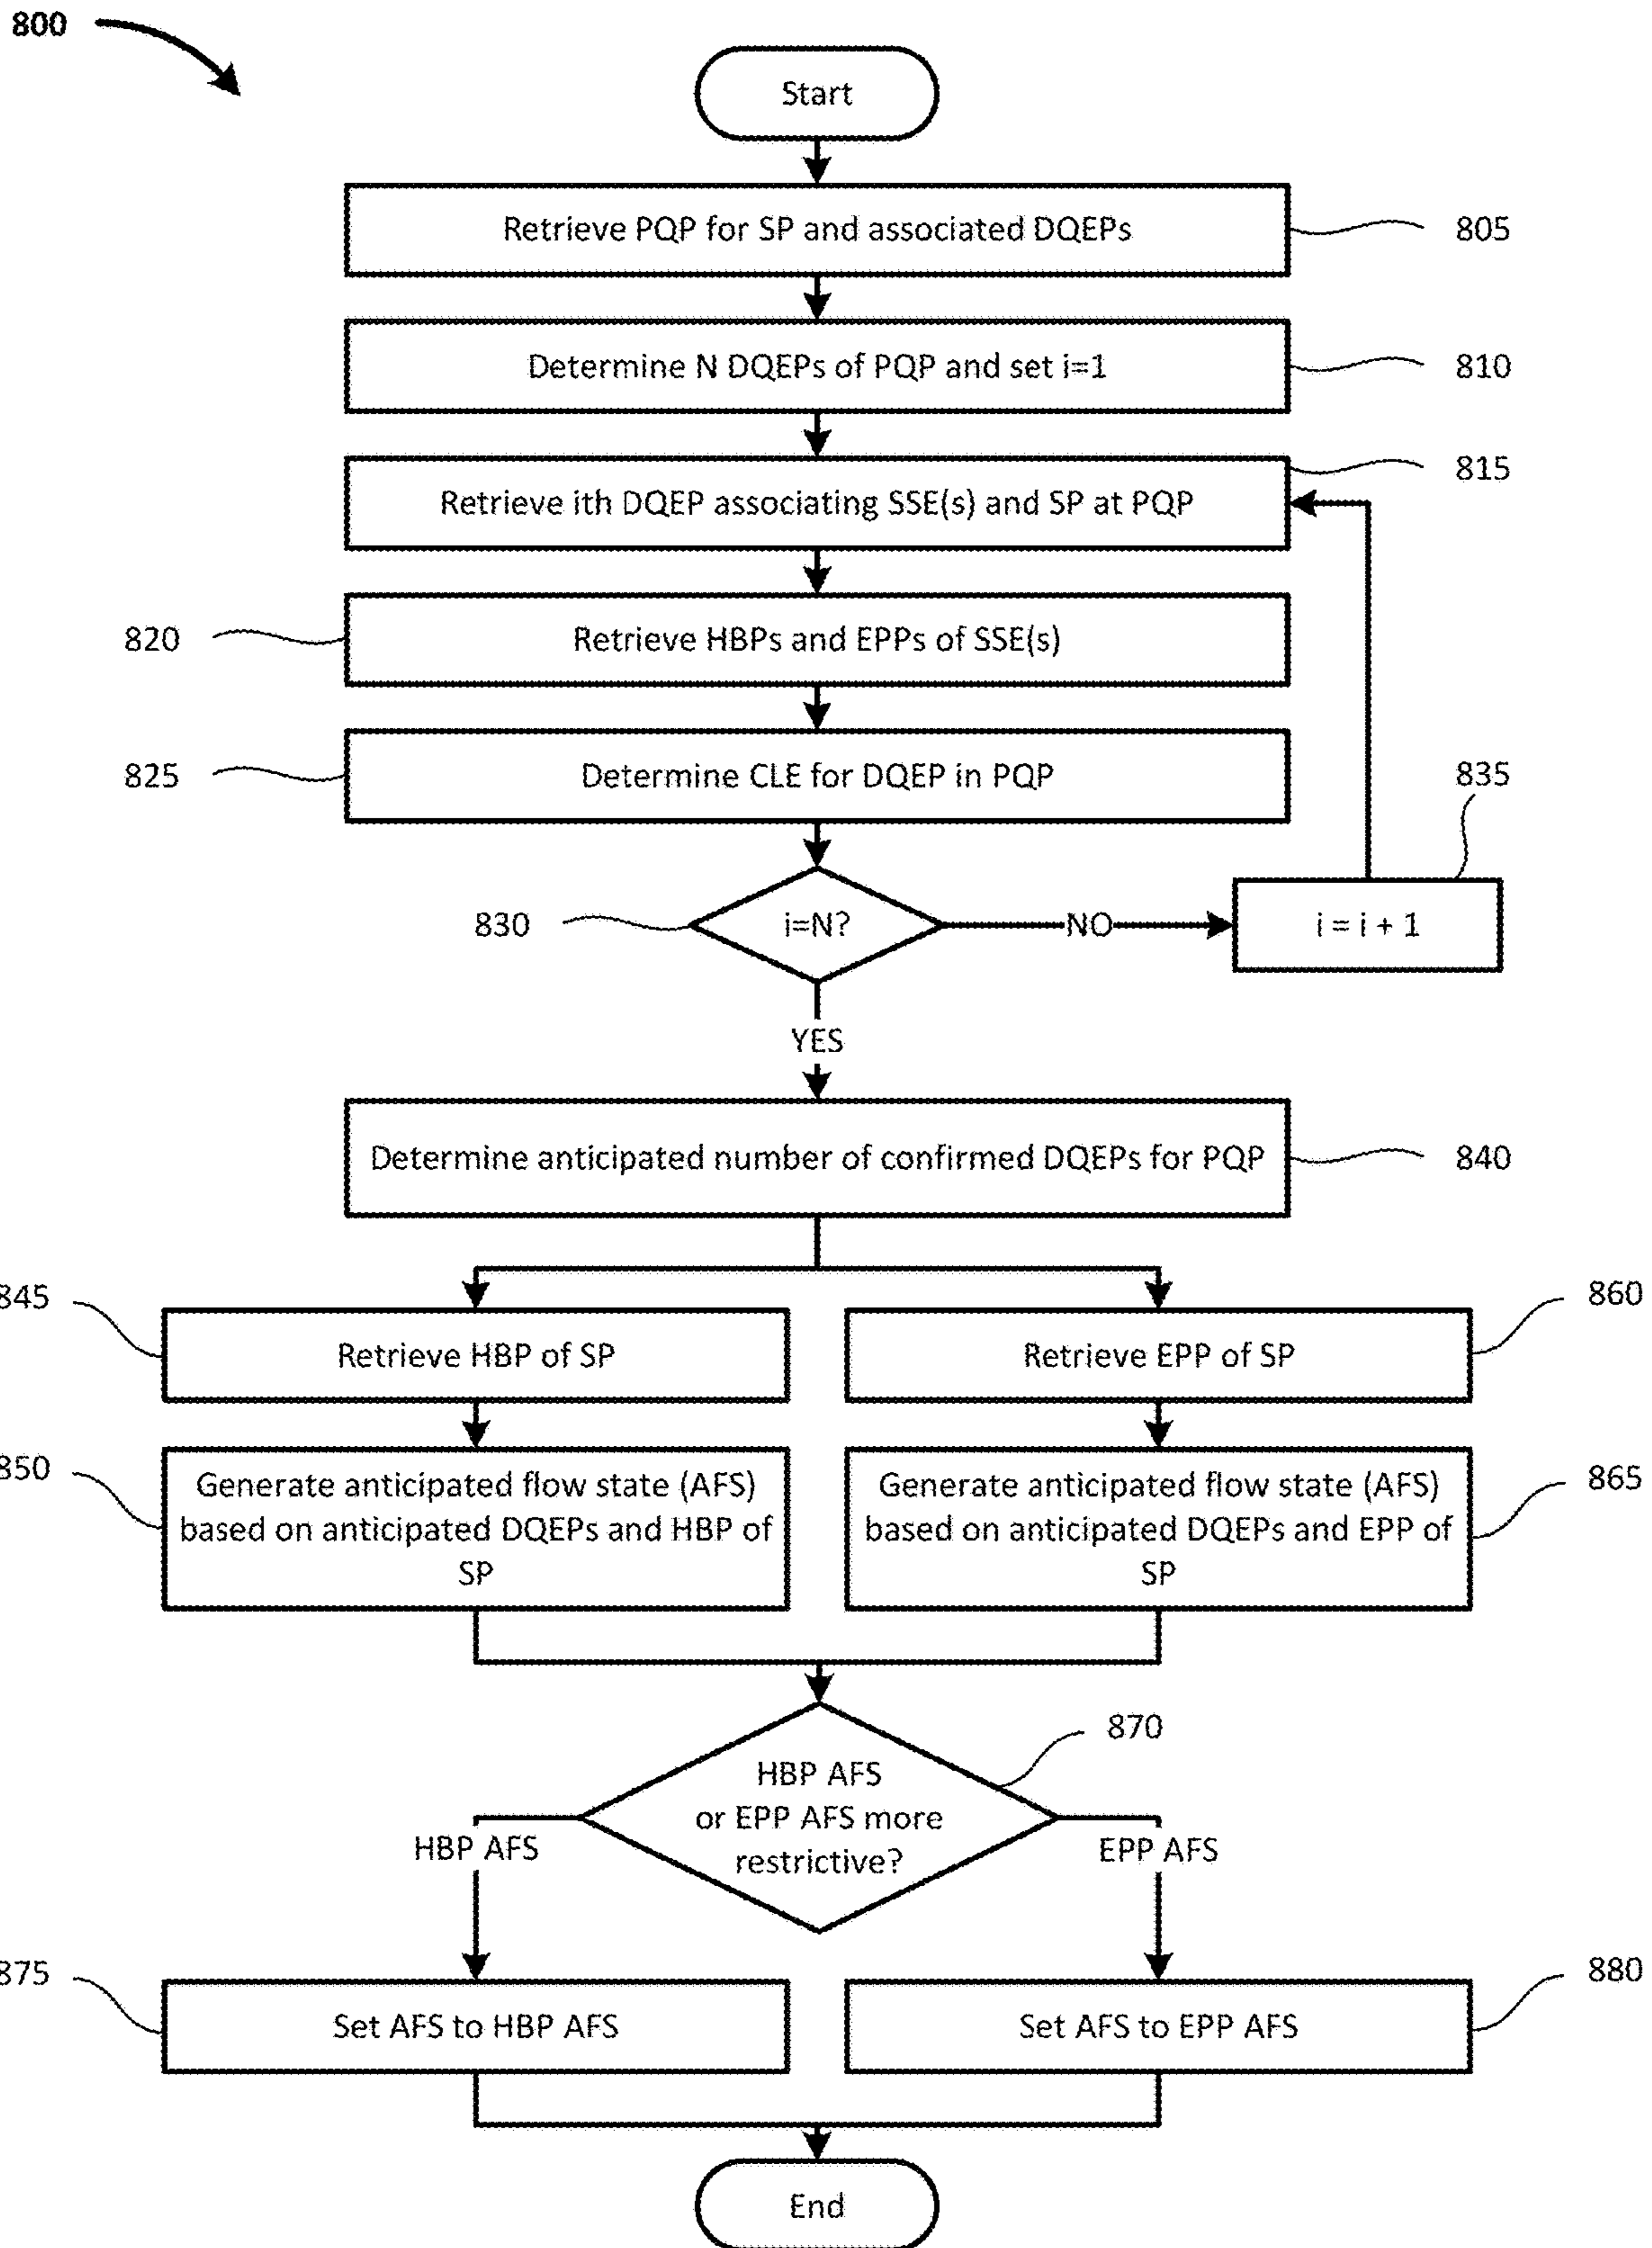 800
Start
Retrieve PQP for SP and associated DQEPs
805
Determine N DQEPs of PQP and set i=1
810
815
Retrieve ith DQEP associating SSE(s) and SP at PQP
820
Retrieve HBPs and EPPs of SSE(s)
825
Determine CLE for DQEP in PQP
835
830
i=N?
NO
i = i + 1
YES
Determine anticipated number of confirmed DQEPs for PQP
840
845
860
Retrieve HBP of SP
Retrieve EPP of SP
850
865
Generate anticipated flow state (AFS)
based on anticipated DQEPs and HBP of
SP
Generate anticipated flow state (AFS)
based on anticipated DQEPs and EPP of
SP
870
HBP AFS
or EPP AFS more
restrictive?
HBP AFS
EPP AFS
875
880
Set AFS to HBP AFS
Set AFS to EPP AFS
End